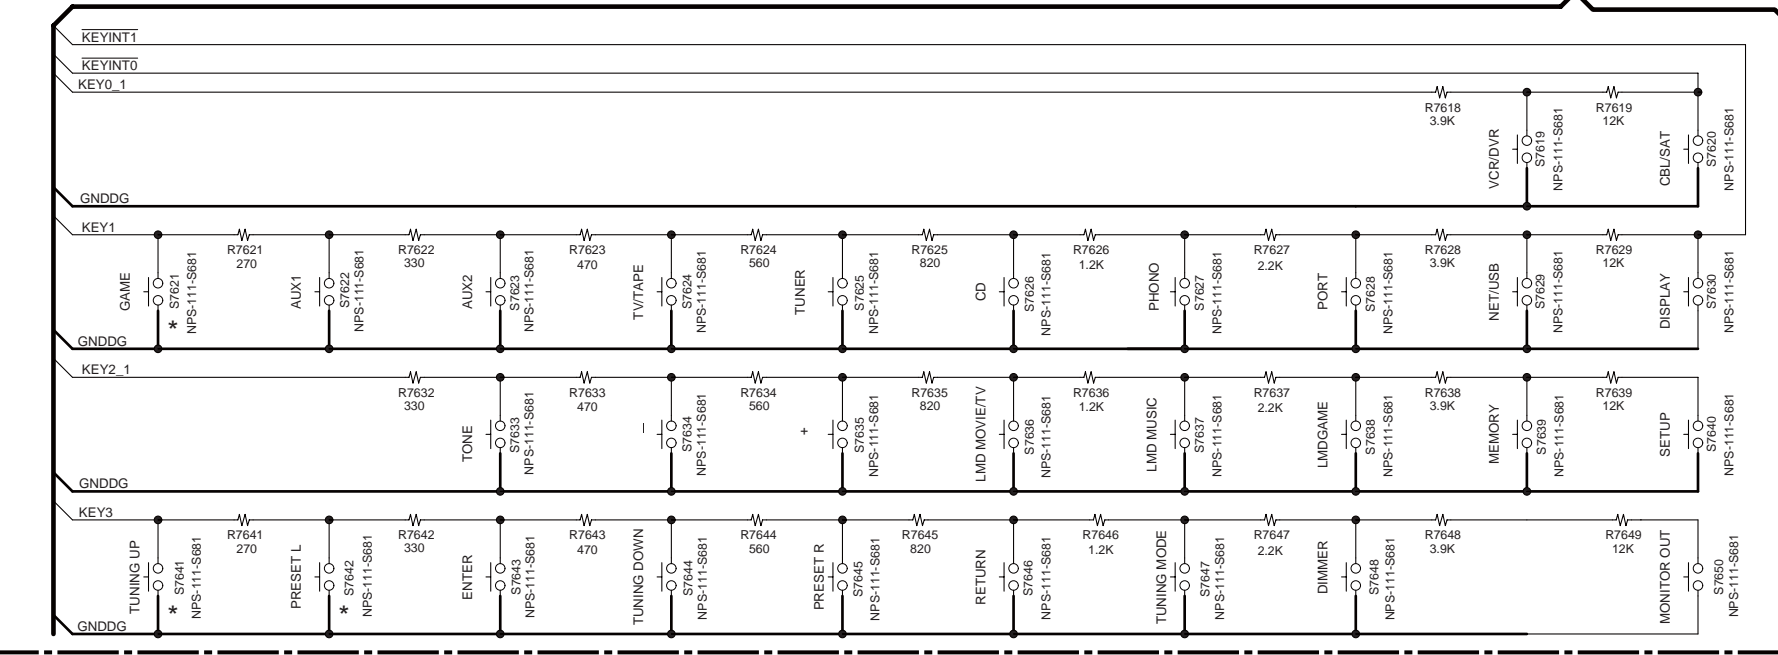 KEYINT1
KEYINT0
KEY0_1
R7618
3.9K
R7619
12K
VCR/DVR
S7619
NPS-111-S681
CBL/SAT
S7620
NPS-111-S681
GNDDG
KEY1
R7621
270
R7622
330
R7623
470
R7624
560
R7625
820
R7626
1.2K
R7627
2.2K
R7628
3.9K
R7629
12K
GAME
S7621
NPS-111-S681
*
AUX1
S7622
NPS-111-S681
AUX2
S7623
NPS-111-S681
TV/TAPE
S7624
NPS-111-S681
TUNER
S7625
NPS-111-S681
CD
S7626
NPS-111-S681
PHONO
S7627
NPS-111-S681
PORT
S7628
NPS-111-S681
NET/USB
S7629
NPS-111-S681
DISPLAY
S7630
NPS-111-S681
GNDDG
KEY2_1
R7632
330
R7633
470
R7634
560
R7635
820
R7636
1.2K
R7637
2.2K
R7638
3.9K
R7639
12K
TONE
S7633
NPS-111-S681
–
S7634
NPS-111-S681
+
S7635
NPS-111-S681
LMD MOVIE/TV
S7636
NPS-111-S681
LMD MUSIC
S7637
NPS-111-S681
LMDGAME
S7638
NPS-111-S681
MEMORY
S7639
NPS-111-S681
SETUP
S7640
NPS-111-S681
GNDDG
KEY3
R7641
270
R7642
330
R7643
470
R7644
560
R7645
820
R7646
1.2K
R7647
2.2K
R7648
3.9K
R7649
12K
TUNING UP
S7641
NPS-111-S681
*
PRESET L
S7642
NPS-111-S681
*
ENTER
S7643
NPS-111-S681
TUNING DOWN
S7644
NPS-111-S681
PRESET R
S7645
NPS-111-S681
RETURN
S7646
NPS-111-S681
TUNING MODE
S7647
NPS-111-S681
DIMMER
S7648
NPS-111-S681
MONITOR OUT
S7650
NPS-111-S681
GNDDG